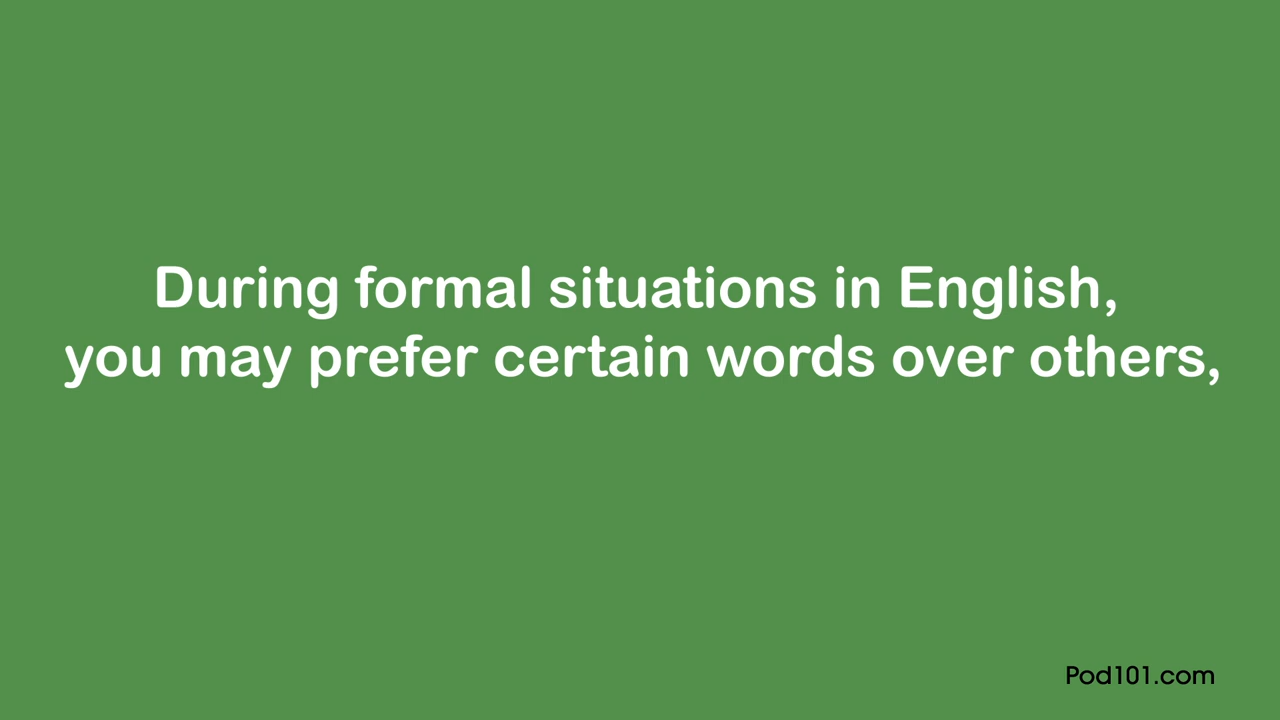 During formal situations in English,
you may prefer certain words over others,
Pod101.com